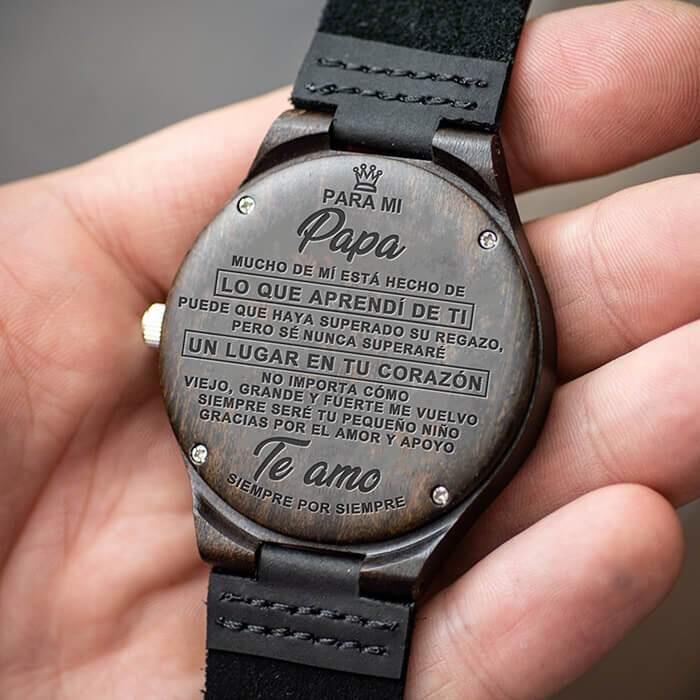 PARA MI
Papa
MUCHO DE MÍ ESTÁ HECHO DE
LO QUE APRENDÍ DE TI
PUEDE QUE HAYA SUPERADO SU REGAZO,
PERO SÉ NUNCA SUPERARÉ
UN LUGAR EN TU CORAZÓN
NO IMPORTA CÓMO
VIEJO, GRANDE Y FUERTE ME VUELVO
SIEMPRE SERÉ TU PEQUEÑO NIÑO
GRACIAS POR EL AMOR Y APOYO
Te amo
SIEMPRE POR SIEMPRE